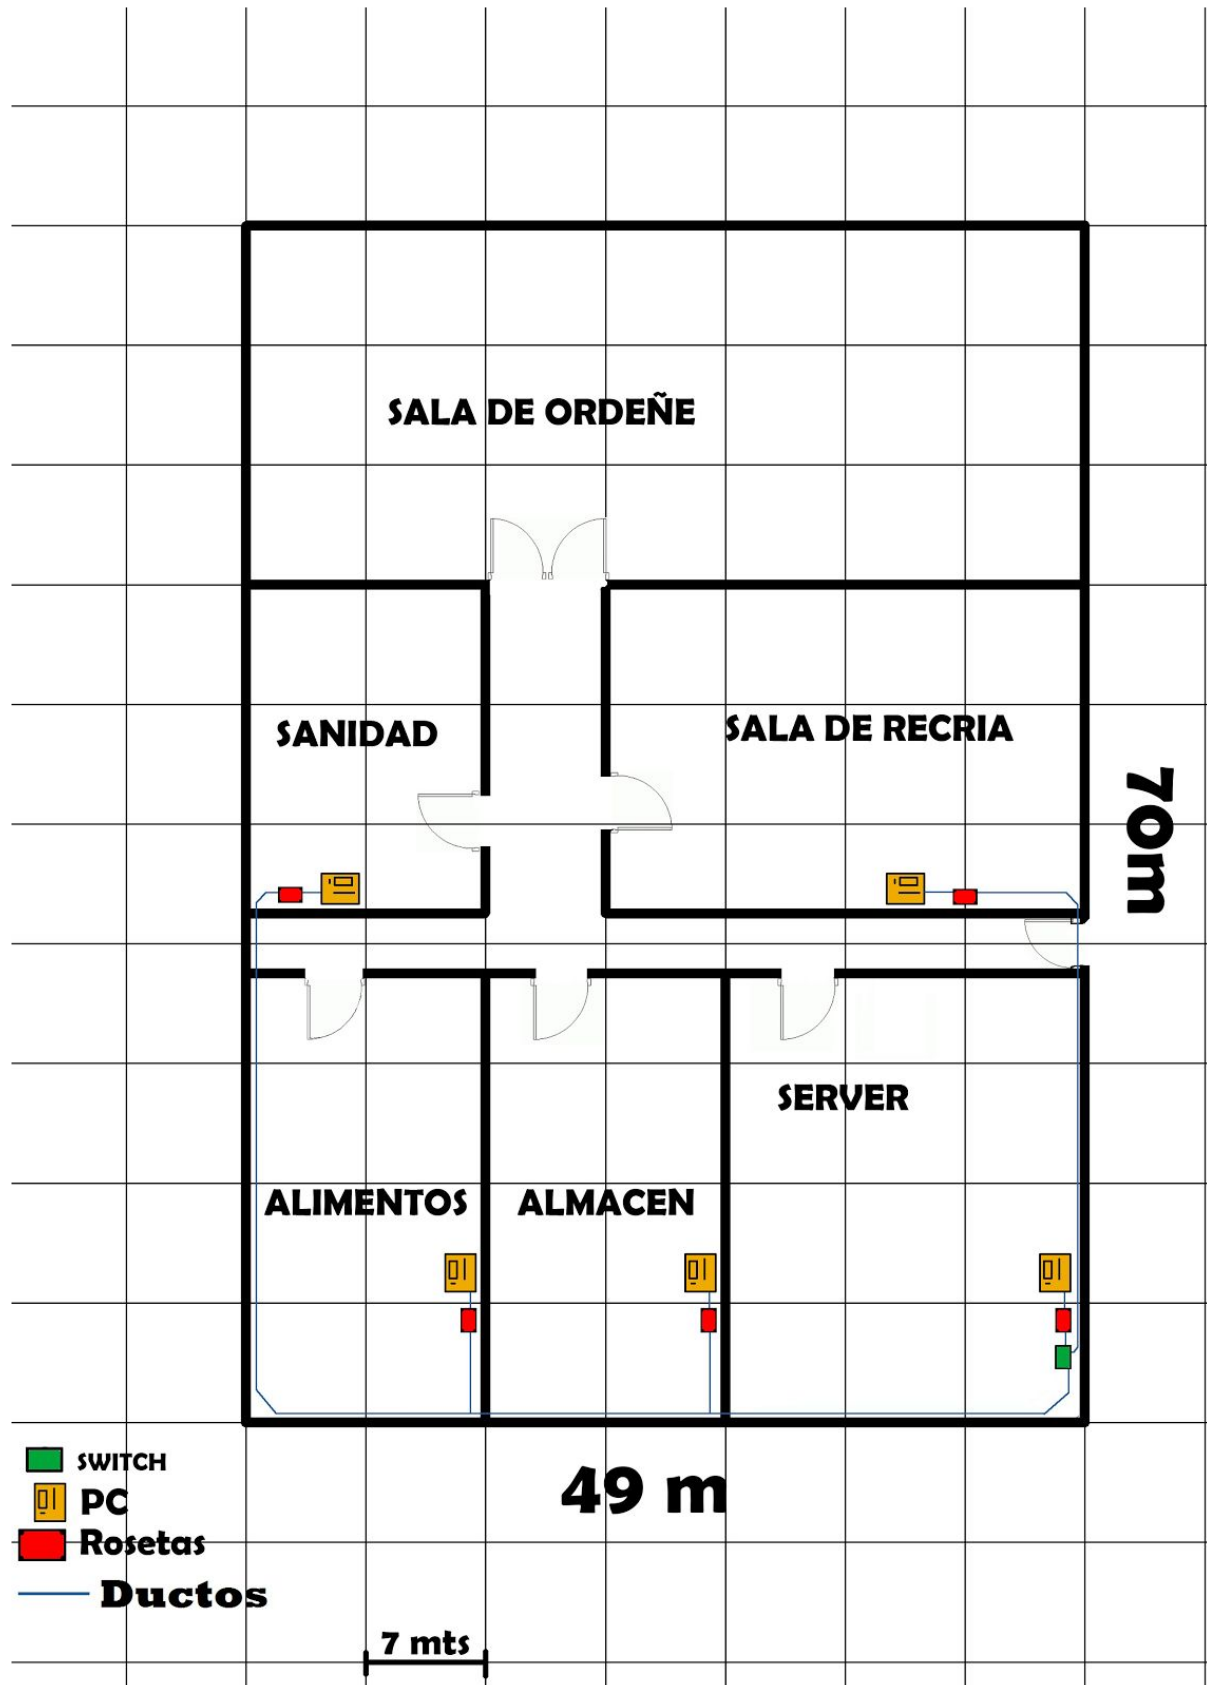 SALA DE ORDEÑE
SANIDAD
SALA DE RECRIA
70m
SERVER
ALIMENTOS
ALMACEN
49 m
SWITCH
PC
Rosetas
Ductos
7 mts